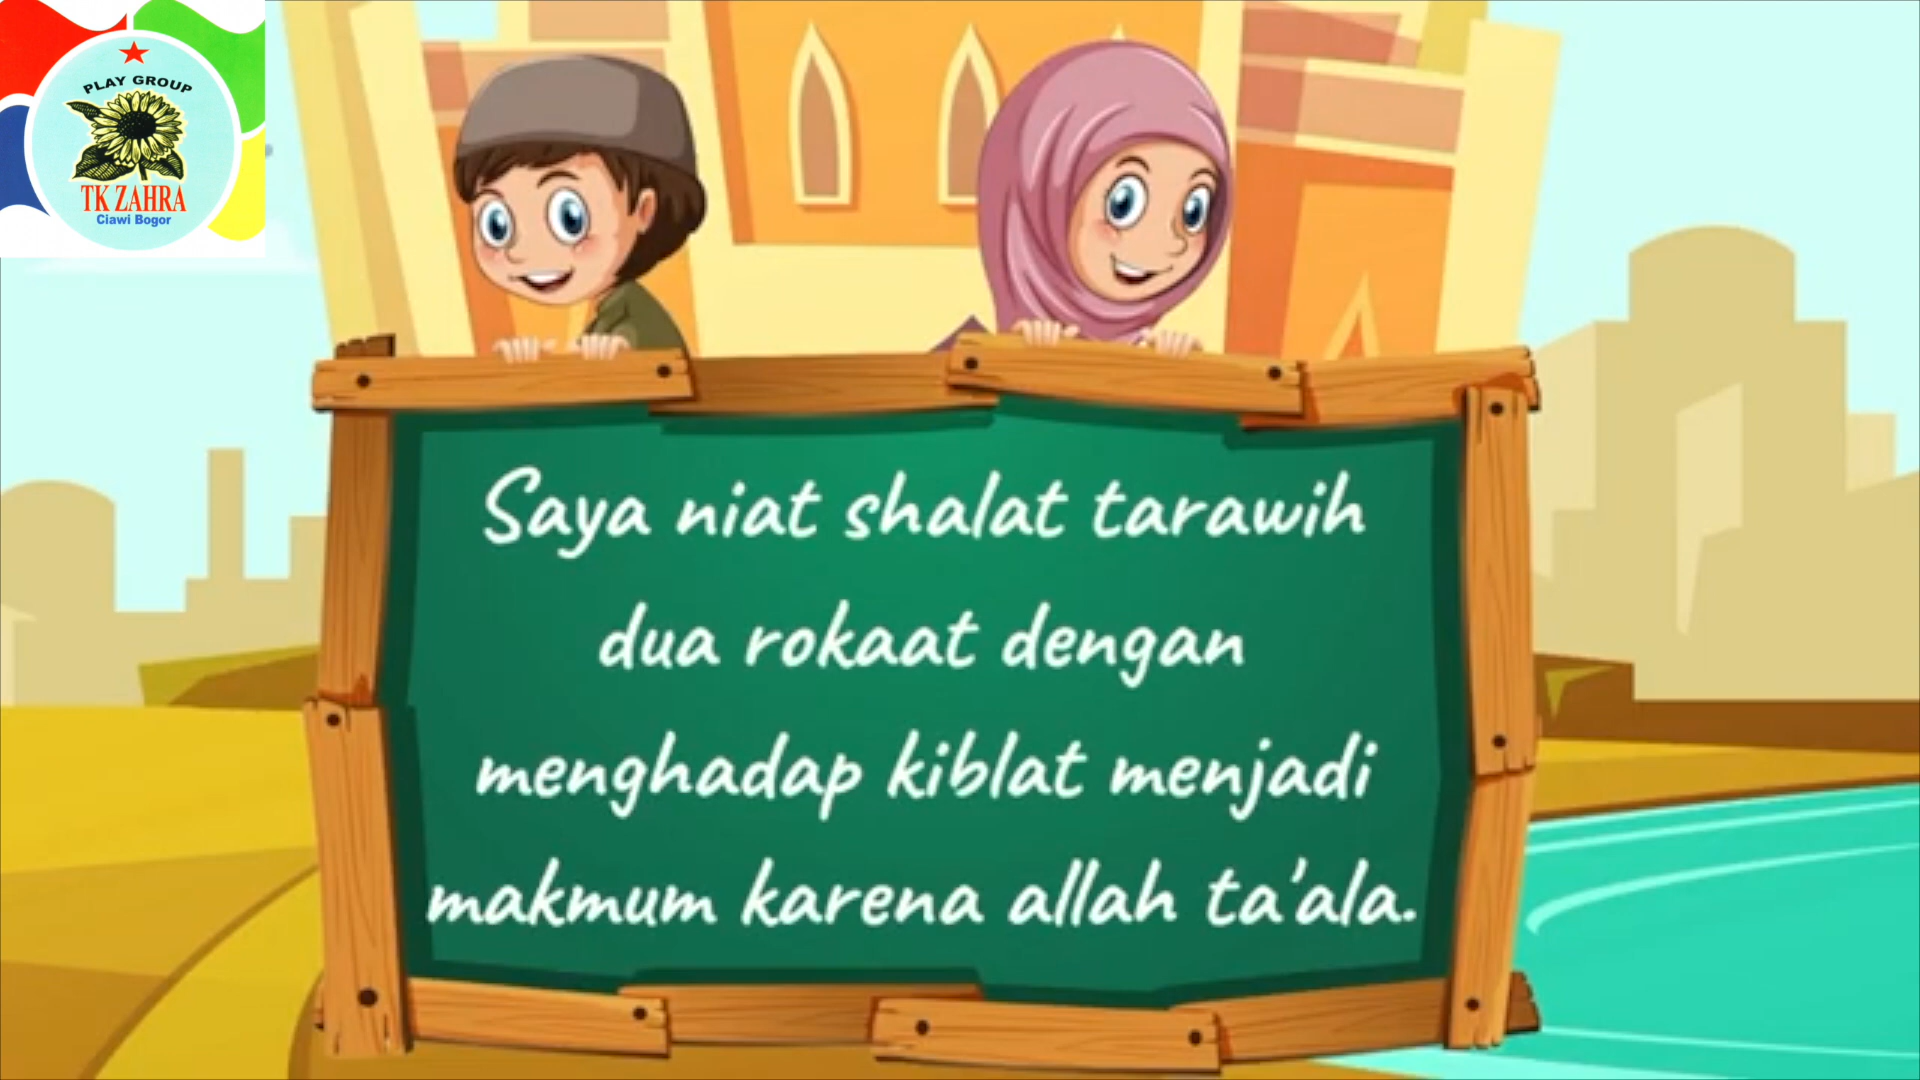 PLAY GROUP
TK ZAHRA
Ciawi Bogor
Saya niat shalat tarawih
dua rokaat dengan
menghadap kiblat menjadi
makmum karena allah ta'ala.